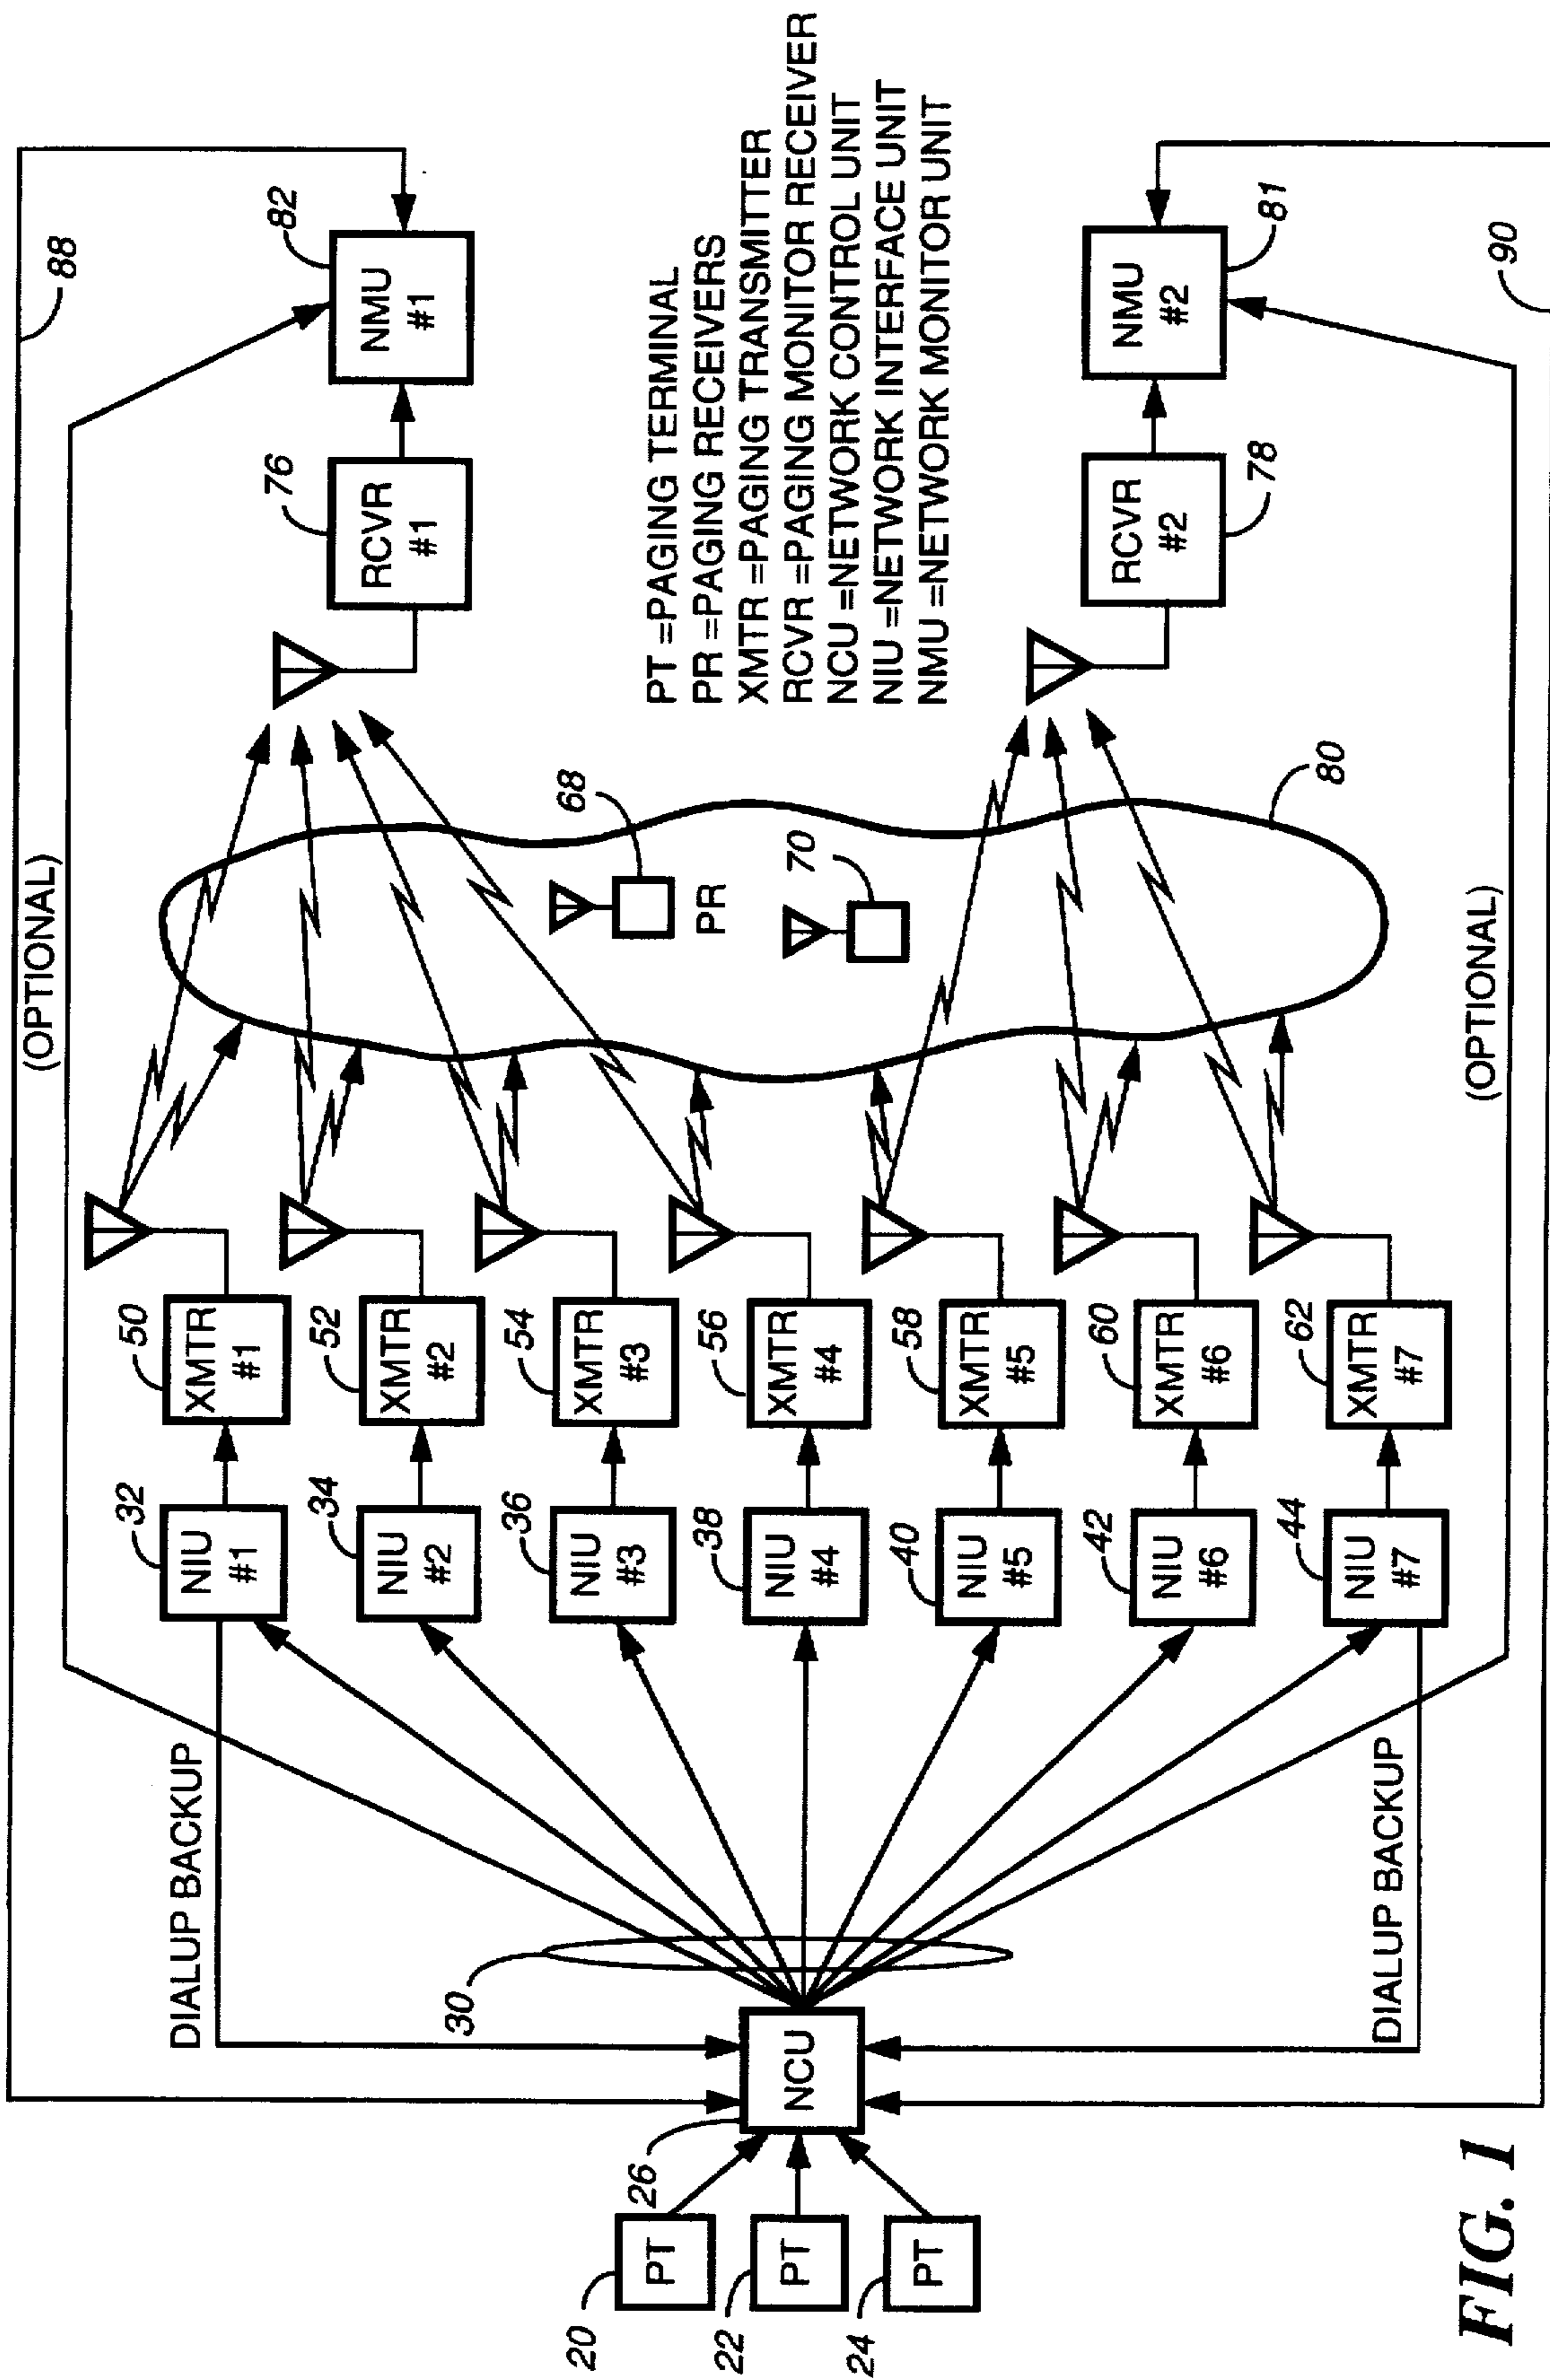 88
(OPTIONAL)
82
NMU
#1
76
RCVR
#1
PT =PAGING TERMINAL
PR =PAGING RECEIVERS
XMTR =PAGING TRANSMITTER
RCVR =PAGING MONITOR RECEIVER
NCU =NETWORK CONTROL UNIT
NIU =NETWORK INTERFACE UNIT
NMU =NETWORK MONITOR UNIT
NMU
#2
81
RCVR
#2
78
90
(OPTIONAL)
68
PR
70
80
50
XMTR
#1
52
XMTR
#2
54
XMTR
#3
56
XMTR
#4
58
XMTR
#5
60
XMTR
#6
62
XMTR
#7
32
NIU
#1
34
NIU
#2
36
NIU
#3
38
NIU
#4
40
NIU
#5
42
NIU
#6
44
NIU
#7
DIALUP BACKUP
30
DIALUP BACKUP
26
NCU
20
PT
22
PT
24
PT
FIG. 1